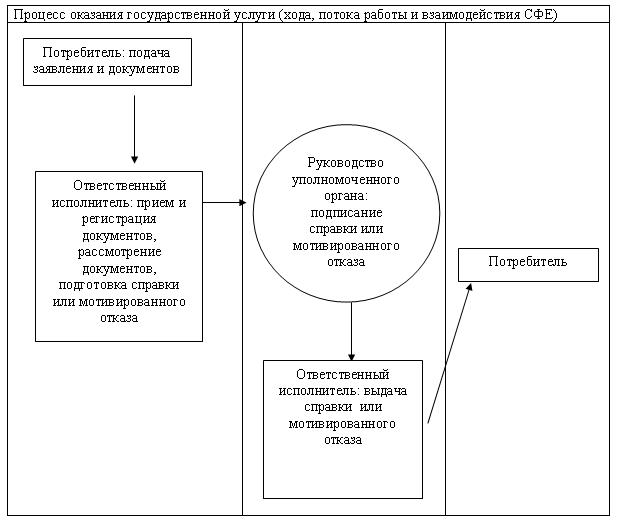 Процесс оказания государственной услуги (хода, потока работы и взаимодействия СФЕ)
Потребитель: подача
заявления и документов
Ответственный
исполнитель: прием и
регистрация
документов,
рассмотрение
документов,
подготовка справки
или мотивированного
отказа
Руководство
уполномоченного
органа:
подписание
справки или
мотивированного
отказа
Ответственный
исполнитель: выдача
справки или
мотивированного
отказа
Потребитель